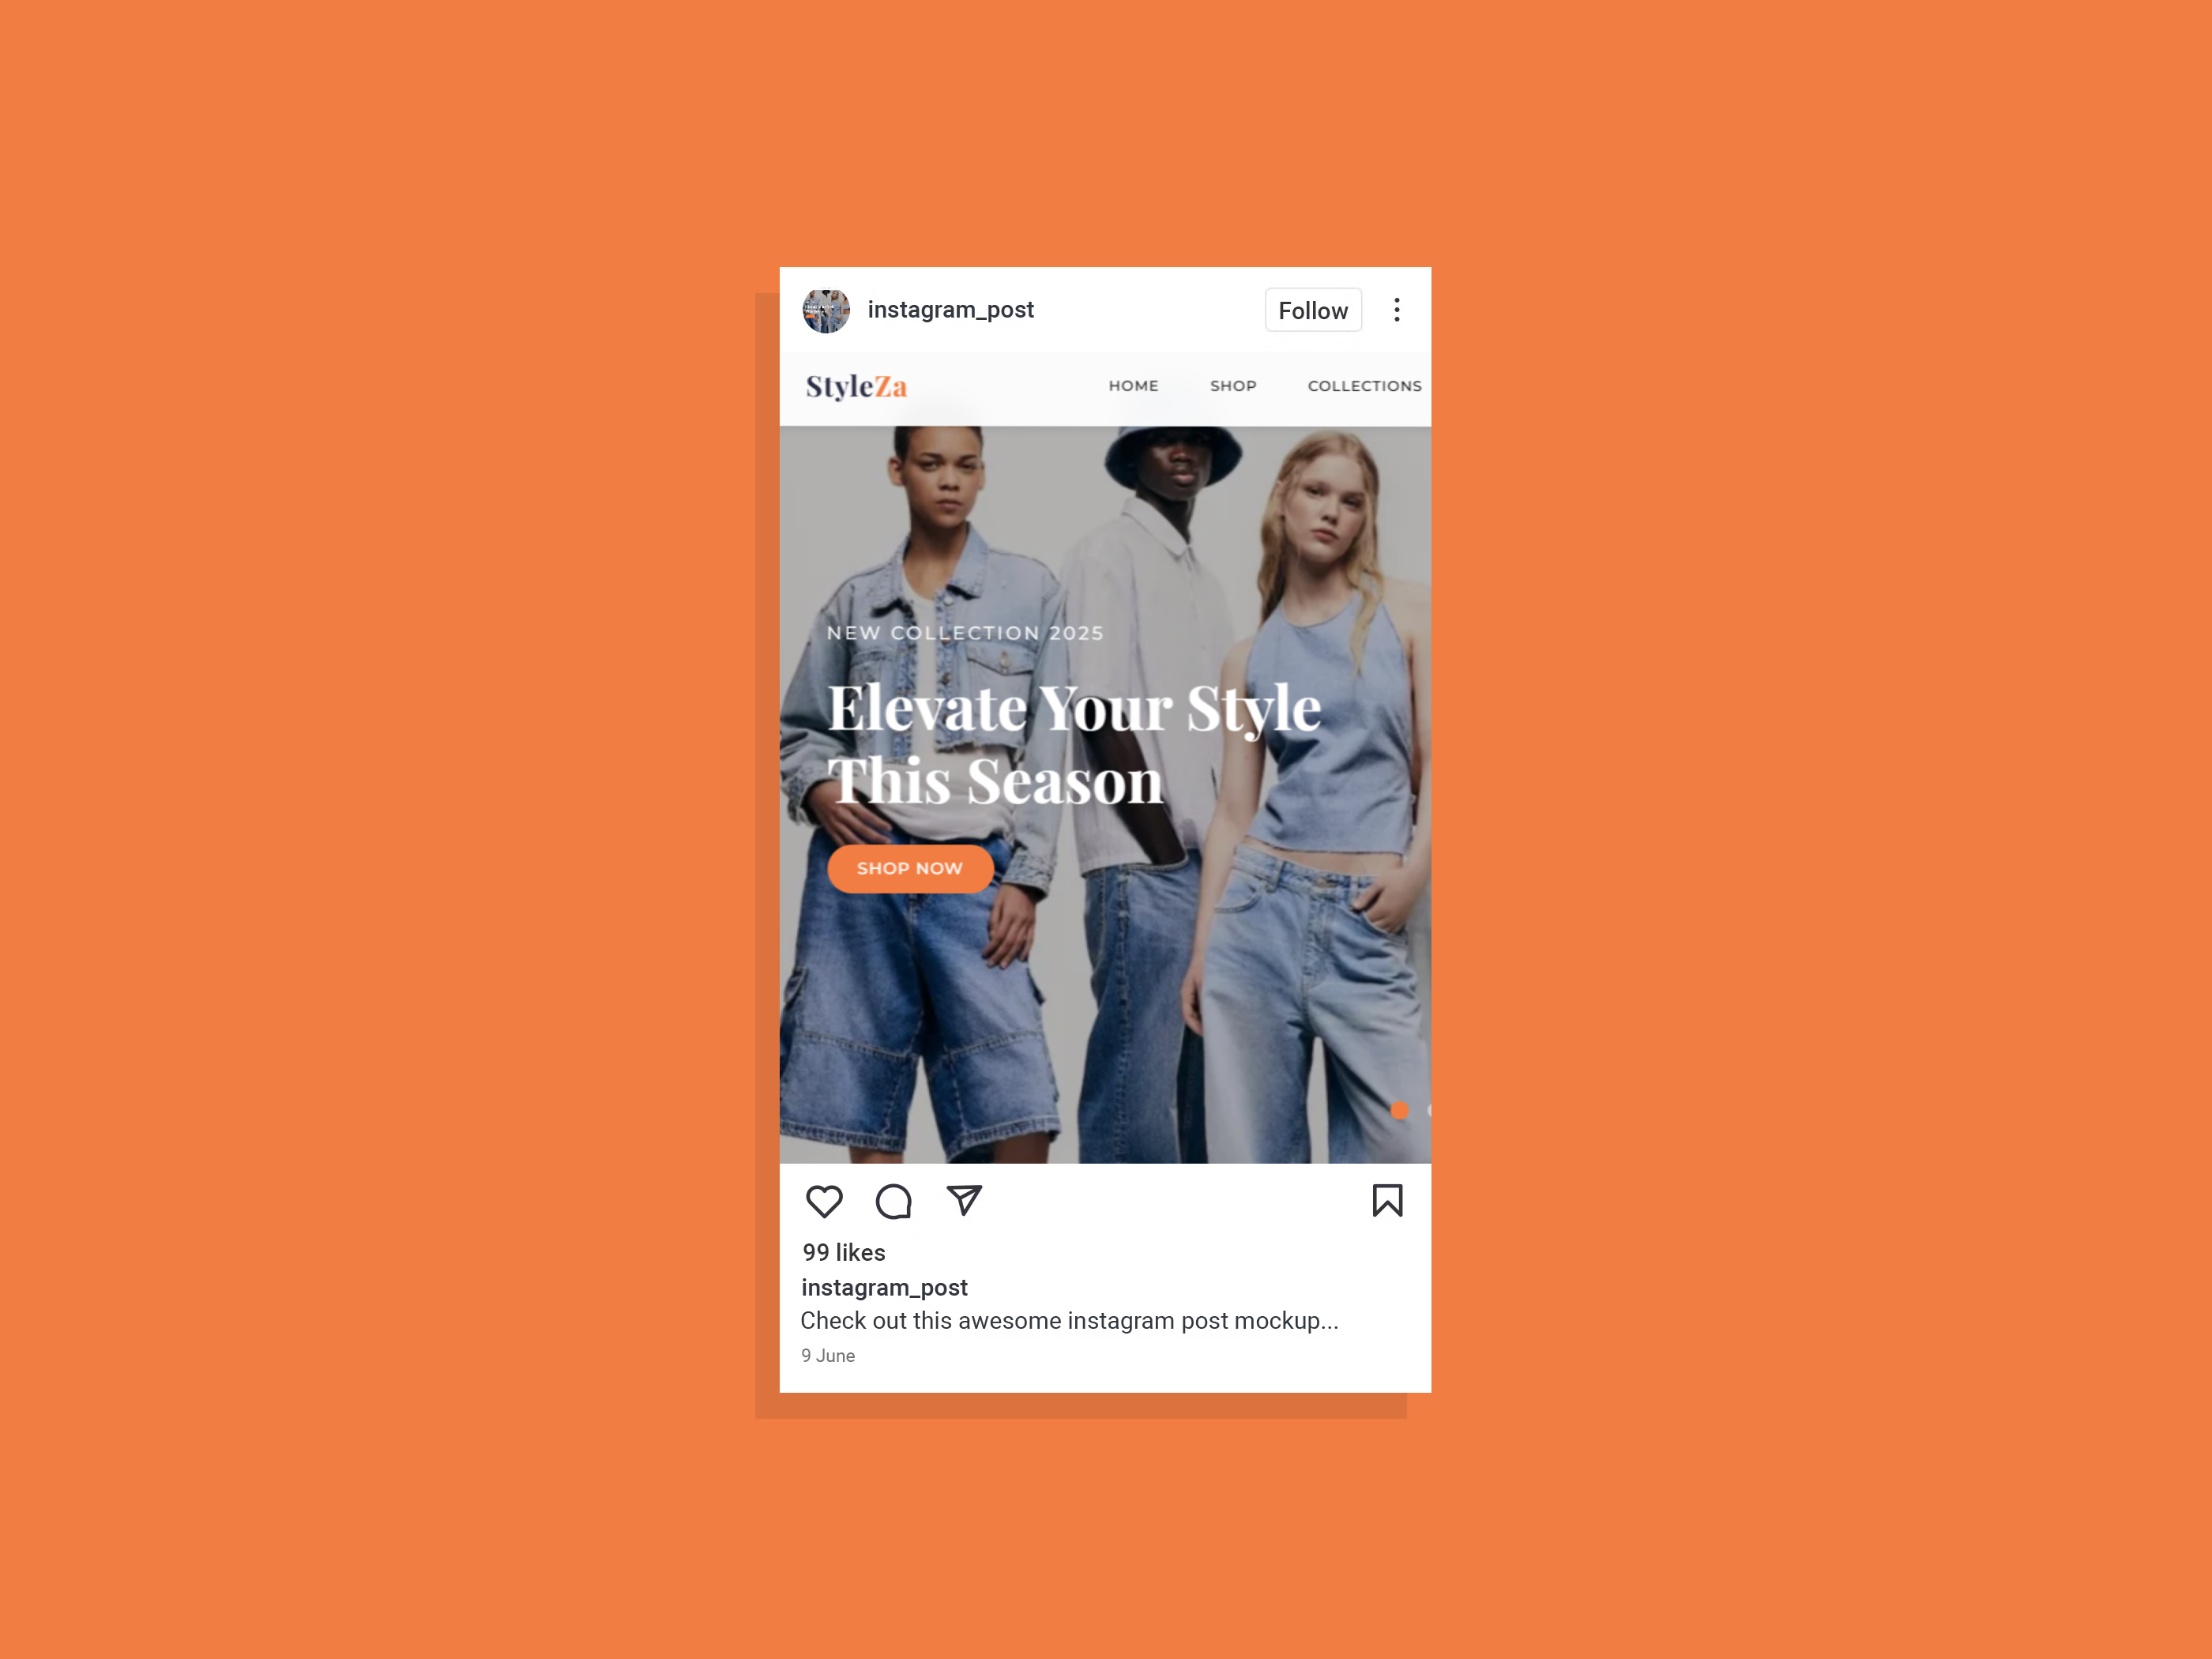 instagram_post
Follow
StyleZa
HOME SHOP COLLECTIONS
NEW COLLECTION 2025
Elevate Your Style
This Season
SHOP NOW
99 likes
instagram_post
Check out this awesome instagram post mockup...
9 June